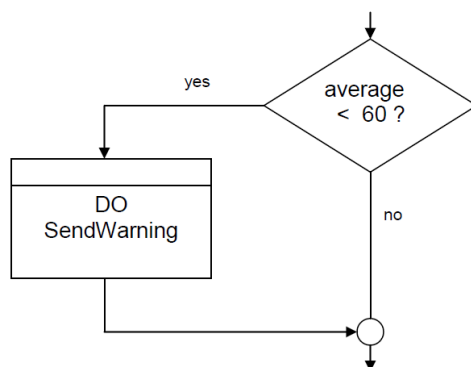 yes
average
< 60 ?
DO
SendWarning
no